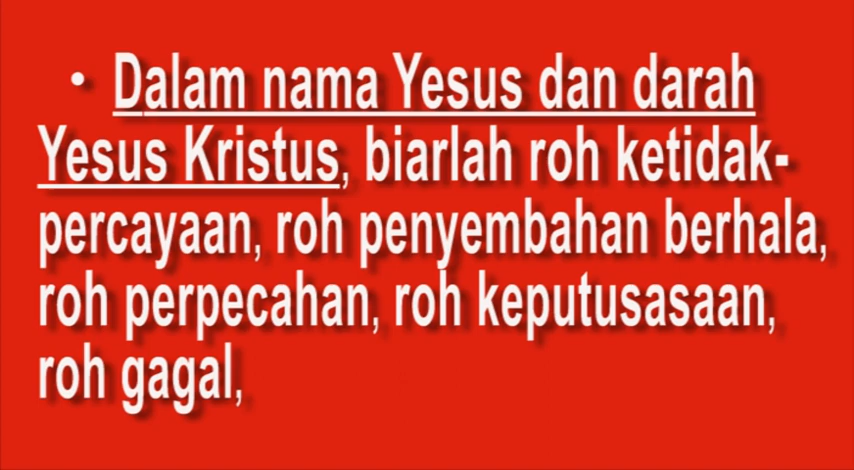 • Dalam nama Yesus dan darah
Yesus Kristus, biarlah roh ketidak-
percayaan, roh penyembahan berhala,
roh perpecahan, roh keputusasaan,
roh gagal,